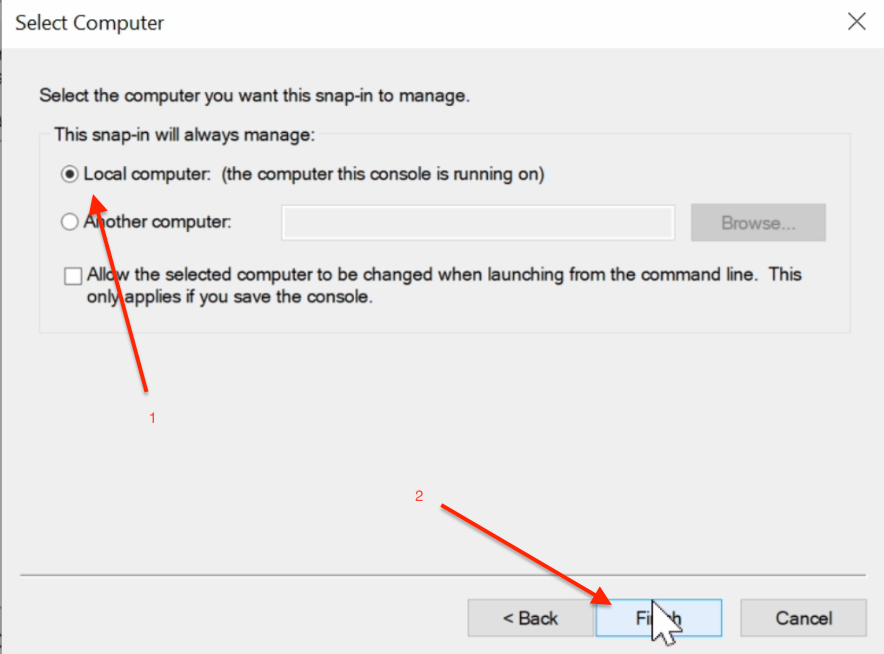 Select Computer
Select the computer you want this snap-in to manage.
This snap-in will always manage:
Local computer: (the computer this console is running on)
Another computer:
Browse...
Allow the selected computer to be changed when launching from the command line. This
only applies if you save the console.
1
2
< Back
Finish
Cancel